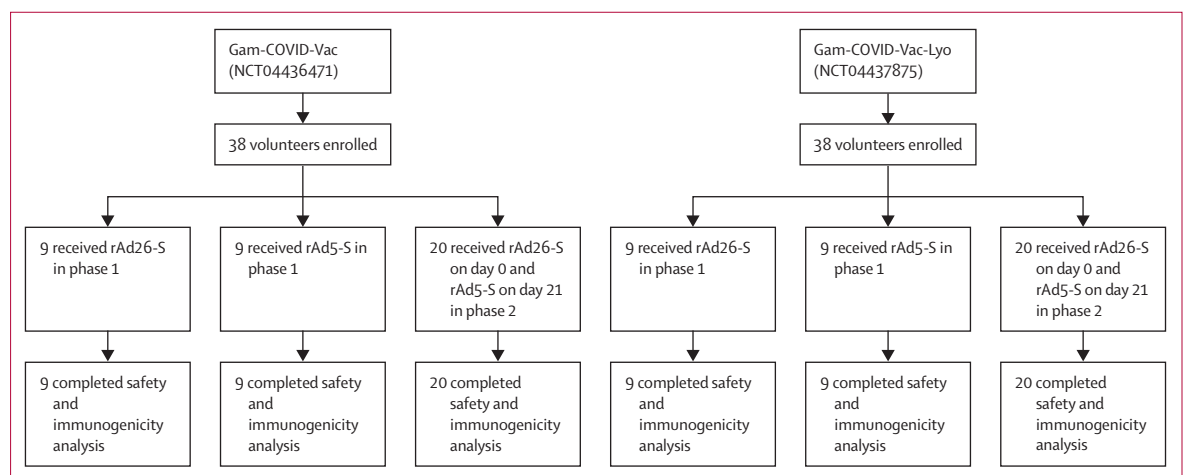 Gam-COVID-Vac
(NCT04436471)
38 volunteers enrolled
9 received rAd26-S
in phase 1
9 received rAd5-S in
phase 1
20 received rAd26-S
on day 0 and
rAd5-S on day 21
in phase 2
9 completed safety
and
immunogenicity
analysis
9 completed safety
and
immunogenicity
analysis
20 completed
safety and
immunogenicity
analysis
Gam-COVID-Vac-Lyo
(NCT04437875)
38 volunteers enrolled
9 received rAd26-S
in phase 1
9 received rAd5-S in
phase 1
20 received rAd26-S
on day 0 and
rAd5-S on day 21
in phase 2
9 completed safety
and
immunogenicity
analysis
9 completed safety
and
immunogenicity
analysis
20 completed
safety and
immunogenicity
analysis